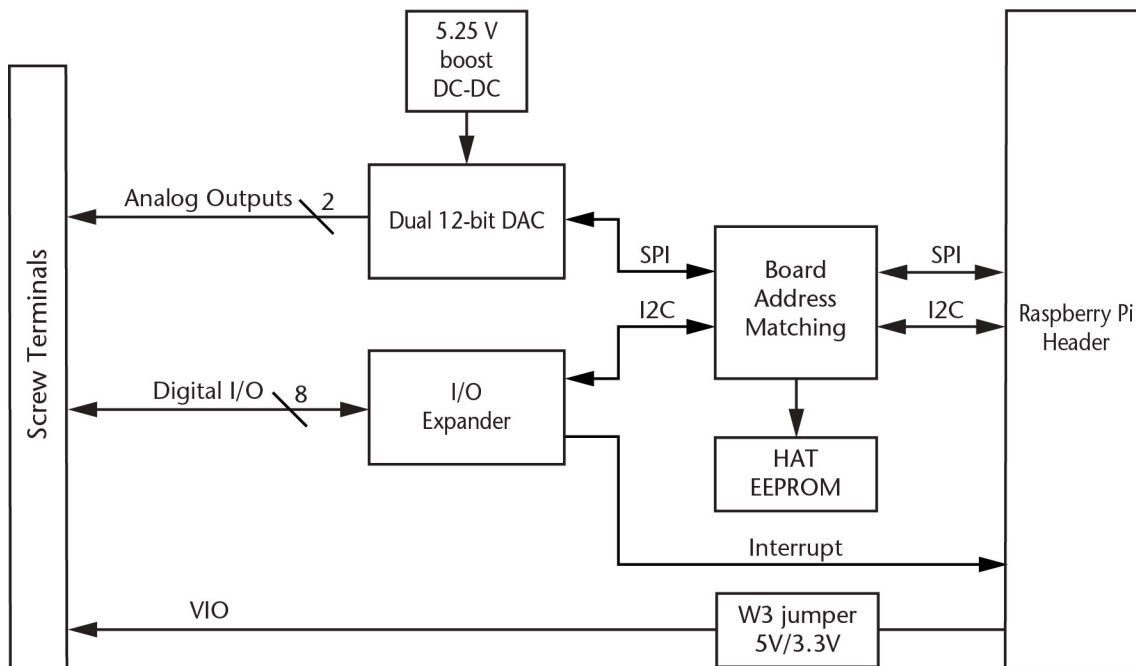 5.25 V
boost
DC-DC
Screw Terminals
Analog Outputs
2
Dual 12-bit DAC
SPI
I2C
Board
Address
Matching
SPI
I2C
Raspberry Pi
Header
Digital I/O
8
I/O
Expander
HAT
EEPROM
Interrupt
VIO
W3 jumper
5V/3.3V